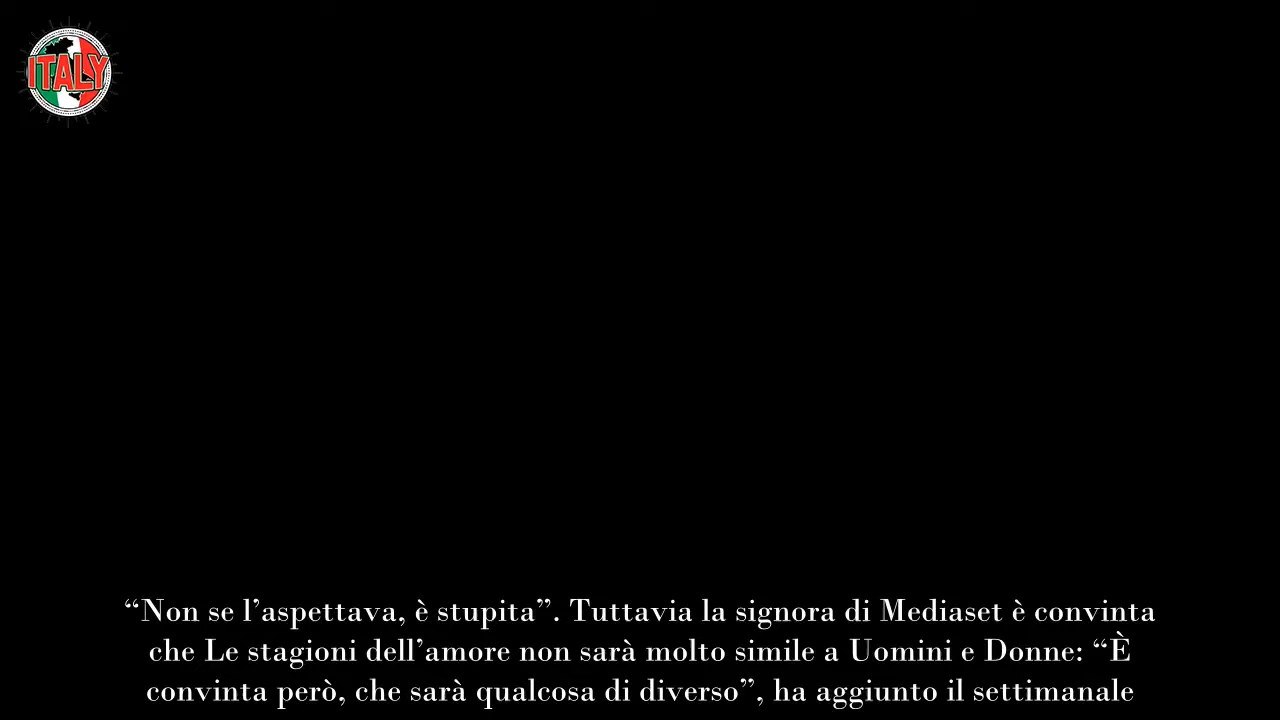 ITALY
“Non se l’aspettava, è stupita”. Tuttavia la signora di Mediaset è convinta
che Le stagioni dell’amore non sarà molto simile a Uomini e Donne: “È
convinta però, che sarà qualcosa di diverso”, ha aggiunto il settimanale